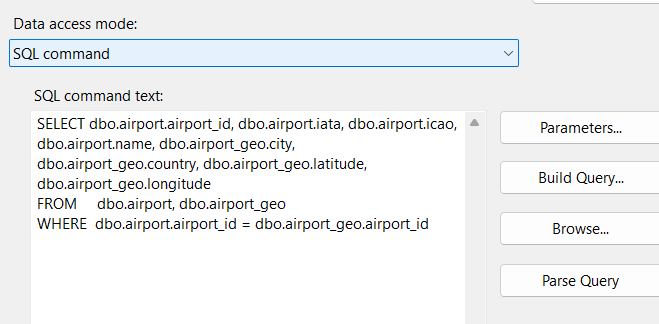 Data access mode:
SQL command
SQL command text:
SELECT dbo.airport.airport_id, dbo.airport.iata, dbo.airport.icao,
dbo.airport.name, dbo.airport_geo.city,
dbo.airport_geo.country, dbo.airport_geo.latitude,
dbo.airport_geo.longitude
FROM     dbo.airport, dbo.airport_geo
WHERE  dbo.airport.airport_id = dbo.airport_geo.airport_id
Parameters...
Build Query...
Browse...
Parse Query